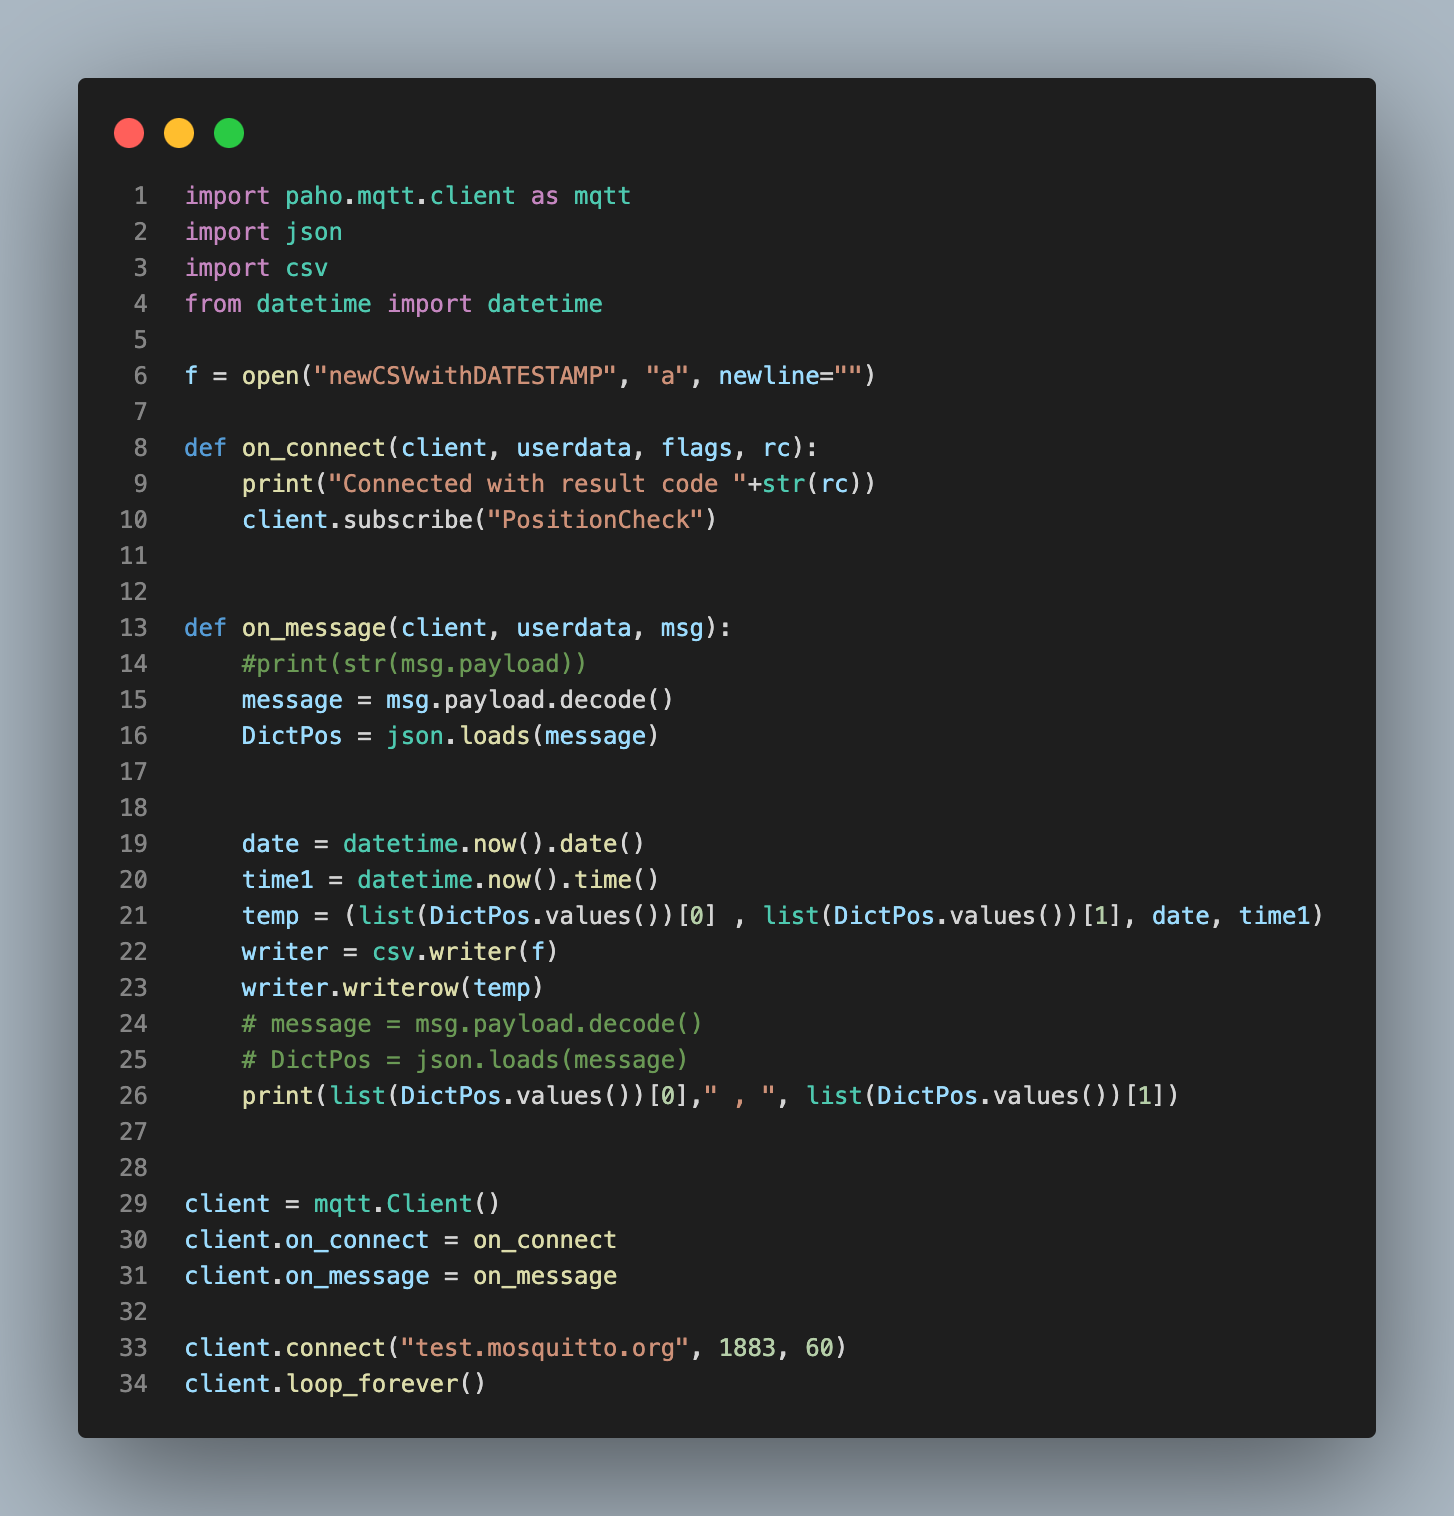 1 import paho.mqtt.client as mqtt
2 import json
3 import csv
4 from datetime import datetime
5
6 f = open("newCSVwithDATESTAMP", "a", newline="")
7
8 def on_connect(client, userdata, flags, rc):
9     print("Connected with result code "+str(rc))
10     client.subscribe("PositionCheck")
11
12
13 def on_message(client, userdata, msg):
14     #print(str(msg.payload))
15     message = msg.payload.decode()
16     DictPos = json.loads(message)
17
18
19     date = datetime.now().date()
20     time1 = datetime.now().time()
21     temp = (list(DictPos.values())[0] , list(DictPos.values())[1], date, time1)
22     writer = csv.writer(f)
23     writer.writerow(temp)
24     # message = msg.payload.decode()
25     # DictPos = json.loads(message)
26     print(list(DictPos.values())[0]," , ", list(DictPos.values())[1])
27
28
29 client = mqtt.Client()
30 client.on_connect = on_connect
31 client.on_message = on_message
32
33 client.connect("test.mosquitto.org", 1883, 60)
34 client.loop_forever()